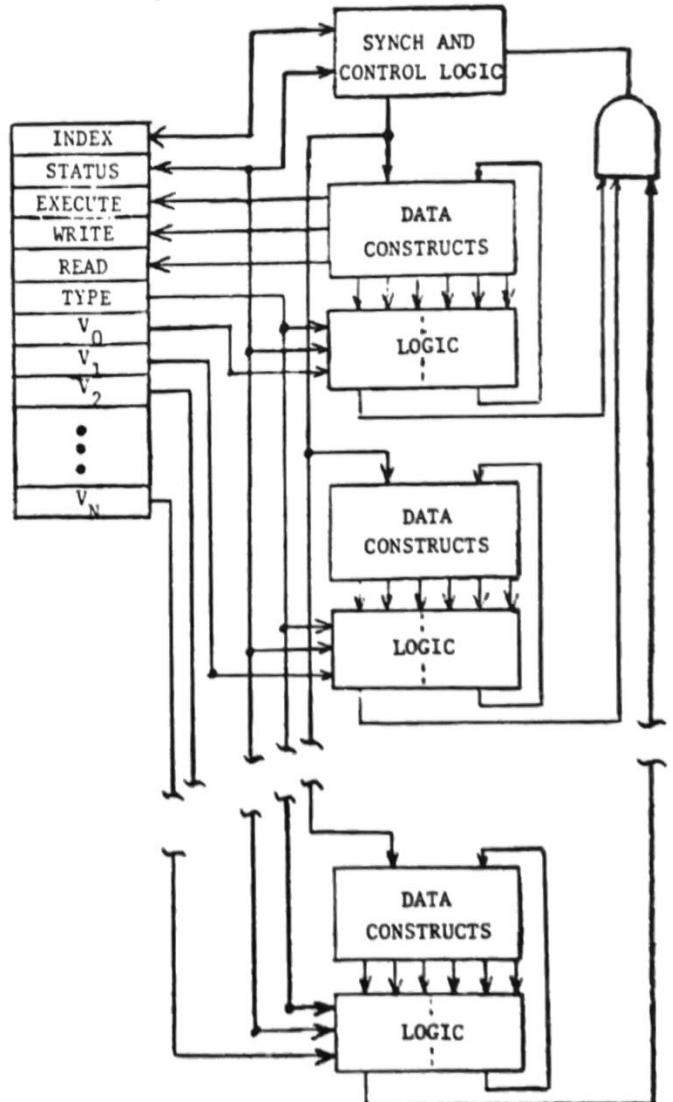 SYNCH AND
CONTROL LOGIC
INDEX
STATUS
EXECUTE
WRITE
READ
TYPE
V0
V1
V2
VN
DATA
CONSTRUCTS
LOGIC
DATA
CONSTRUCTS
LOGIC
DATA
CONSTRUCTS
LOGIC